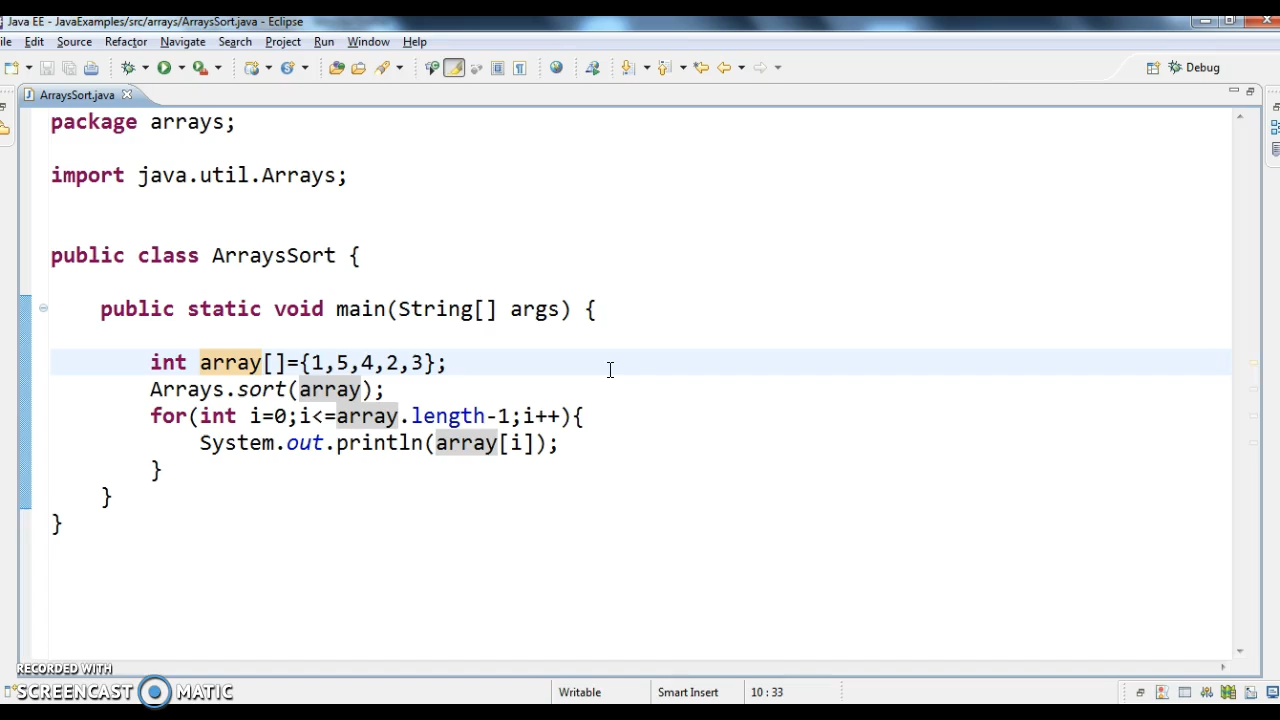 Java EE - JavaExamples/src/arrays/ArraysSort.java - Eclipse
ile Edit Source Refactor Navigate Search Project Run Window Help
Debug
ArraysSort.java
package arrays;
import java.util.Arrays;
public class ArraysSort {
public static void main(String[] args) {
int array[]={1,5,4,2,3};
Arrays.sort(array);
for(int i=0;i<=array.length-1;i++){
System.out.println(array[i]);
}
}
}
RECORDED WITH
SCREENCAST MATIC
Writable Smart Insert 10 : 33